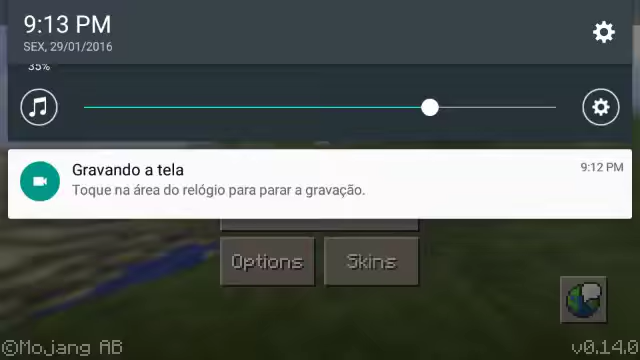 9:13 PM
SEX, 29/01/2016
35%
Gravando a tela
9:12 PM
Toque na área do relógio para parar a gravação.
Options
Skins
©Mojang AB
v0.14.0